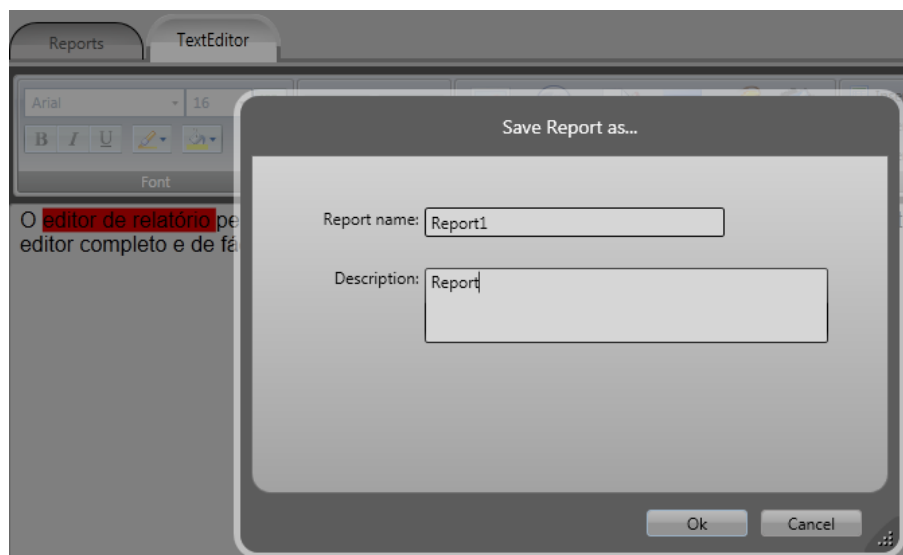 Reports TextEditor
Arial 16
B I U
Font
O editor de relatório pe
editor completo e de fá
Save Report as...
Report name: Report1
Description: Report
Ok Cancel